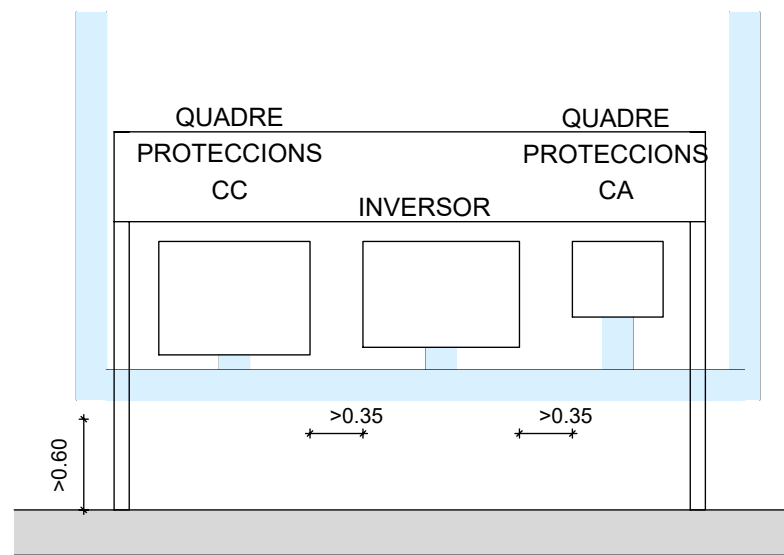 QUADRE
PROTECCIONS
CC
INVERSOR
QUADRE
PROTECCIONS
CA
>0.35
>0.35
>0.60